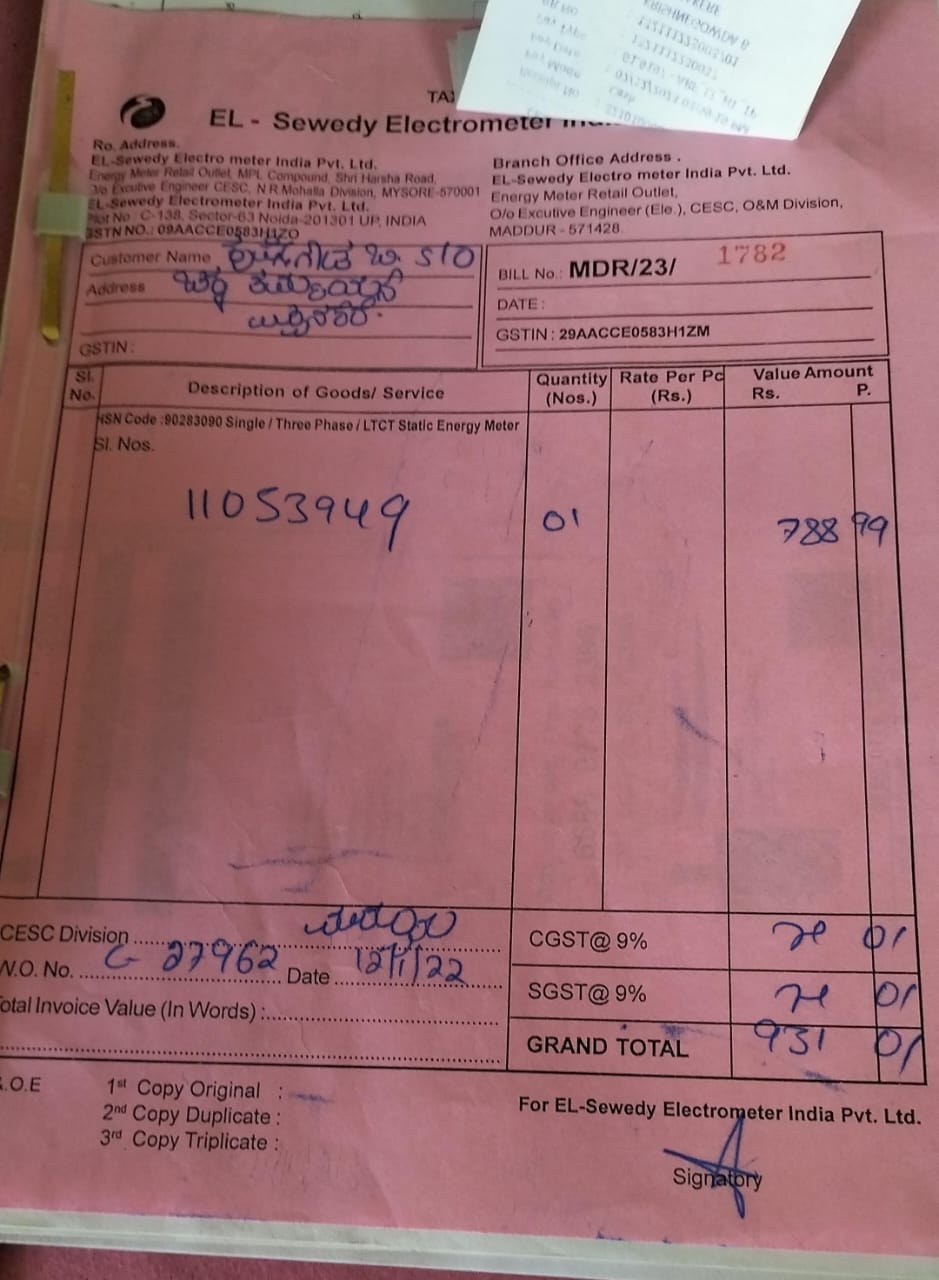 EL - Sewedy Electrometer
Ro. Address.
EL-Sewedy Electro meter India Pvt. Ltd.
Energy Meter Retail Outlet, MPL Compound, Shri Harsha Road,
O/o Excutive Engineer CESC, N.R Mohalla Division, MYSORE-570001
EL-Sewedy Electrometer India Pvt. Ltd.
Plot No : C-138, Sector-63 Noida-201301 UP, INDIA
GSTN NO.: 09AACCE0583H1ZO
Branch Office Address .
EL-Sewedy Electro meter India Pvt. Ltd.
Energy Meter Retail Outlet,
O/o Excutive Engineer (Ele.), CESC, O&M Division,
MADDUR - 571428.
Customer Name S/O
Address
GSTIN :
BILL No.: MDR/23/ 1782
DATE :
GSTIN : 29AACCE0583H1ZM
Sl. No. Description of Goods/ Service Quantity (Nos.) Rate Per Pc (Rs.) Value Amount Rs. P.
HSN Code :90283090 Single / Three Phase / LTCT Static Energy Meter
Sl. Nos.
11053949 01 788 99
CESC Division
CGST@ 9% 01
W.O. No. G 27962 Date 12/1/22
SGST@ 9% 01
Total Invoice Value (In Words) :
GRAND TOTAL 931 01
E.O.E
1st Copy Original :
2nd Copy Duplicate :
3rd Copy Triplicate :
For EL-Sewedy Electrometer India Pvt. Ltd.
Signatory